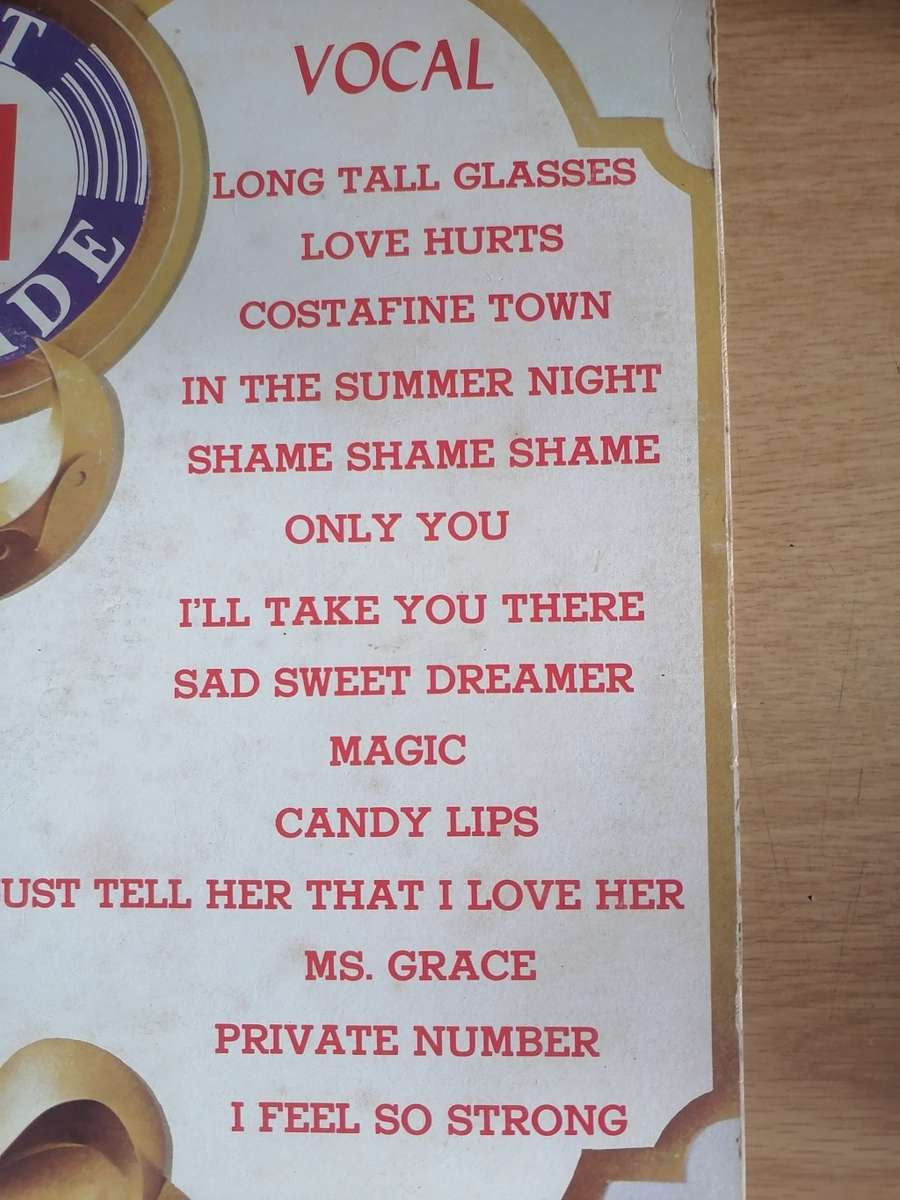 VOCAL
LONG TALL GLASSES
LOVE HURTS
COSTAFINE TOWN
IN THE SUMMER NIGHT
SHAME SHAME SHAME
ONLY YOU
I'LL TAKE YOU THERE
SAD SWEET DREAMER
MAGIC
CANDY LIPS
UST TELL HER THAT I LOVE HER
MS. GRACE
PRIVATE NUMBER
I FEEL SO STRONG